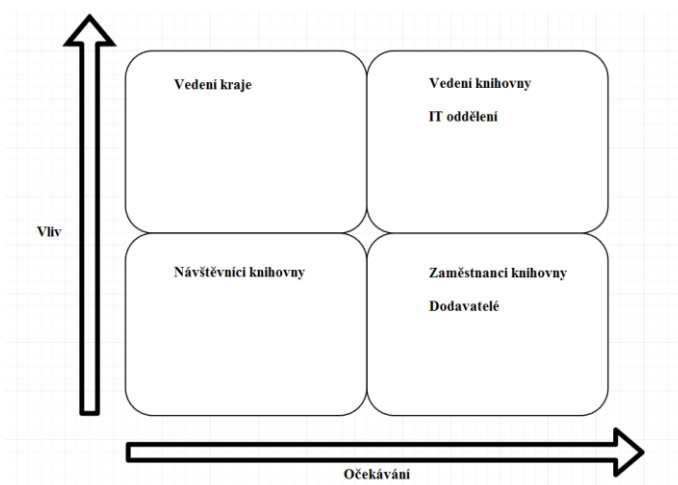 Vedení kraje
Vedení knihovny
IT oddělení
Vliv
Návštěvníci knihovny
Zaměstnanci knihovny
Dodavatelé
Očekávání